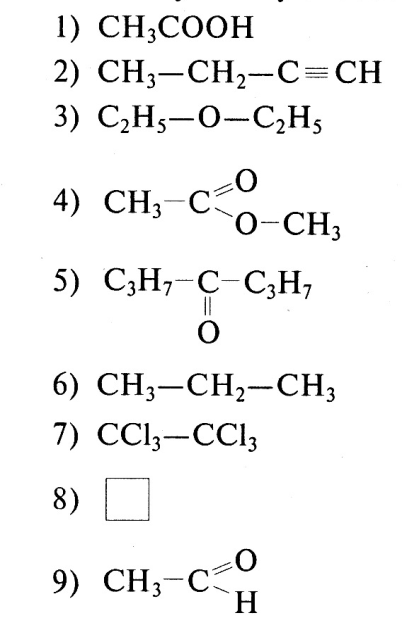 1) CH₃COOH
2) CH₃—CH₂—C≡CH
3) C₂H₅—O—C₂H₅
4) CH₃—C=O
O—CH₃
5) C₃H₇—C—C₃H₇
O
6) CH₃—CH₂—CH₃
7) CCl₃—CCl₃
8)
9) CH₃—C=O
H